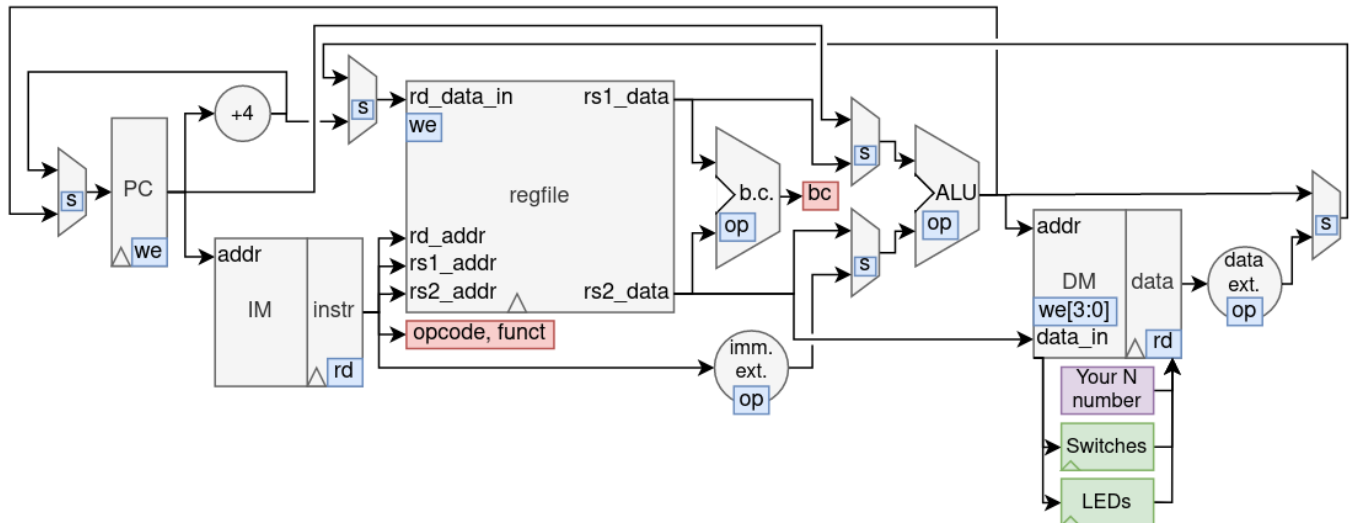 +4
s
rd_data_in
rs1_data
we
s
PC
s
b.c.
bc
ALU
regfile
op
op
s
we
rd_addr
addr
addr
rs1_addr
s
data
ext.
op
IM
instr
rs2_addr
rs2_data
DM
data
we[3:0]
opcode, funct
data_in
rd
imm.
ext.
op
rd
Your N
number
Switches
LEDs